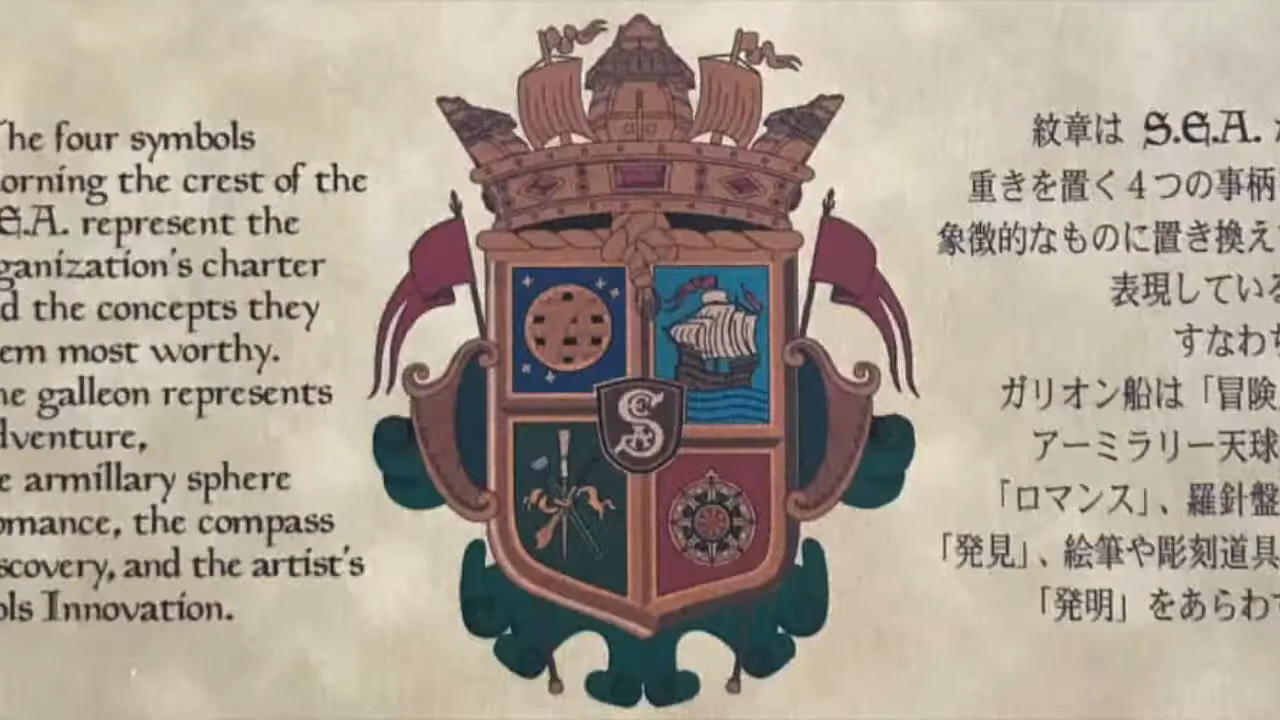 The four symbols
orning the crest of the
E.A. represent the
ganization's charter
d the concepts they
em most worthy.
ne galleon represents
dventure,
e armillary sphere
omance, the compass
scovery, and the artist's
ols Innovation.
紋章は S.E.A.
重きを置く４つの事柄
象徴的なものに置き換え
表現している
すなわち
ガリオン船は「冒険
アーミラリー天球
「ロマンス」、羅針盤
「発見」、絵筆や彫刻道具
「発明」をあらわす
SEA